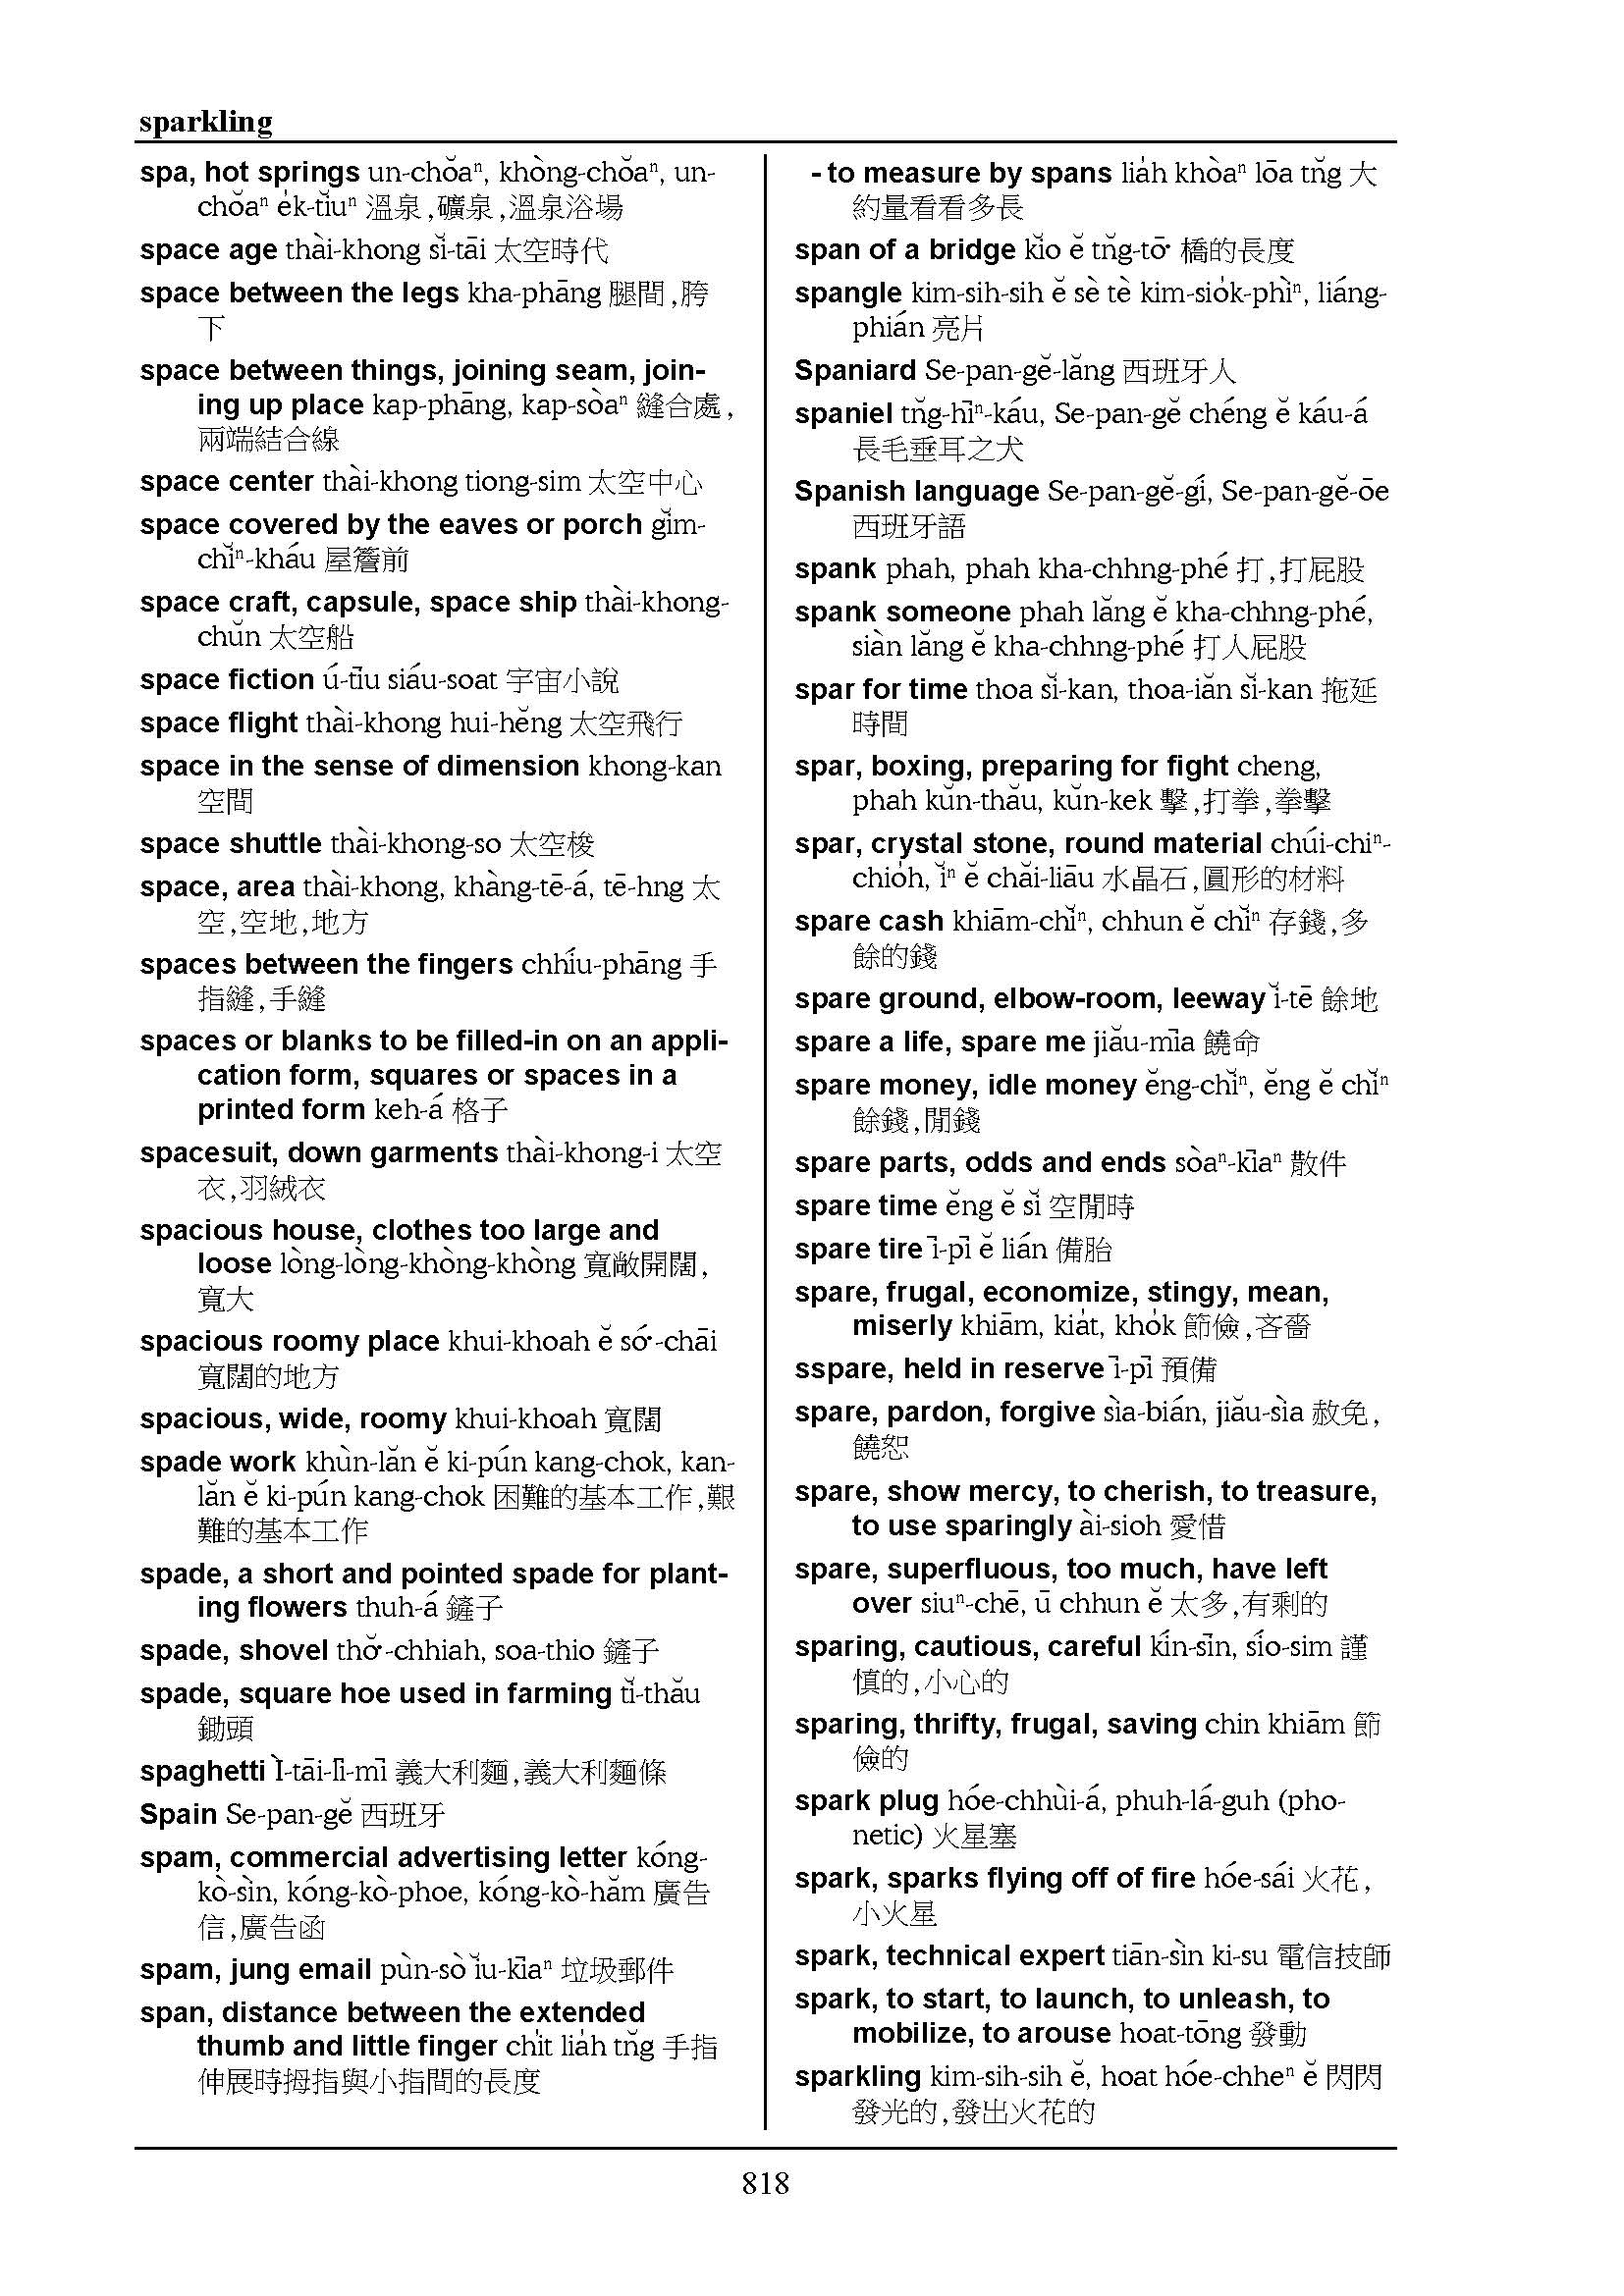 sparkling
spa, hot springs un-chŏaⁿ, khòng-chŏaⁿ, un-
chŏaⁿ e̍k-tĭuⁿ 溫泉,礦泉,溫泉浴場
space age thài-khong sĭ-tāi 太空時代
space between the legs kha-phāng 腿間,胯
下
space between things, joining seam, join-
ing up place kap-phāng, kap-sòaⁿ 縫合處,
兩端結合線
space center thài-khong tiong-sim 太空中心
space covered by the eaves or porch gĭm-
chĭⁿ-kháu 屋簷前
space craft, capsule, space ship thài-khong-
chŭn 太空船
space fiction ú-tīu siáu-soat 宇宙小說
space flight thài-khong hui-hĕng 太空飛行
space in the sense of dimension khong-kan
空間
space shuttle thài-khong-so 太空梭
space, area thài-khong, khàng-tē-á, tē-hng 太
空,空地,地方
spaces between the fingers chhíu-phāng 手
指縫,手縫
spaces or blanks to be filled-in on an appli-
cation form, squares or spaces in a
printed form keh-á 格子
spacesuit, down garments thài-khong-i 太空
衣,羽絨衣
spacious house, clothes too large and
loose lòng-lòng-khòng-khòng 寬敞開闊,
寬大
spacious roomy place khui-khoah ĕ só͘-chāi
寬闊的地方
spacious, wide, roomy khui-khoah 寬闊
spade work khùn-lăn ĕ ki-pún kang-chok, kan-
lăn ĕ ki-pún kang-chok 困難的基本工作,艱
難的基本工作
spade, a short and pointed spade for plant-
ing flowers thuh-á 鏟子
spade, shovel thŏ͘-chhiah, soa-thio 鏟子
spade, square hoe used in farming tĭ-thău
鋤頭
spaghetti Ì-tāi-lī-mī 義大利麵,義大利麵條
Spain Se-pan-gĕ 西班牙
spam, commercial advertising letter kóng-
kò-sìn, kóng-kò-phoe, kóng-kò-hăm 廣告
信,廣告函
spam, jung email pùn-sò ĭu-kīaⁿ 垃圾郵件
span, distance between the extended
thumb and little finger chi̍t lia̍h tn̆g 手指
伸展時拇指與小指間的長度
- to measure by spans lia̍h khòaⁿ lōa tn̆g 大
約量看看多長
span of a bridge kĭo ĕ tn̆g-tō͘ 橋的長度
spangle kim-sih-sih ĕ sè tè kim-sio̍k-phìⁿ, liáng-
phián 亮片
Spaniard Se-pan-gĕ-lăng 西班牙人
spaniel tn̆g-hīⁿ-káu, Se-pan-gĕ chéng ĕ káu-á
長毛垂耳之犬
Spanish language Se-pan-gĕ-gí, Se-pan-gĕ-ōe
西班牙語
spank phah, phah kha-chhng-phé 打,打屁股
spank someone phah lăng ĕ kha-chhng-phé,
siàn lăng ĕ kha-chhng-phé 打人屁股
spar for time thoa sĭ-kan, thoa-iăn sĭ-kan 拖延
時間
spar, boxing, preparing for fight cheng,
phah kŭn-thău, kŭn-kek 擊,打拳,拳擊
spar, crystal stone, round material chúi-chiⁿ-
chio̍h, ĭⁿ ĕ chăi-liāu 水晶石,圓形的材料
spare cash khiām-chĭⁿ, chhun ĕ chĭⁿ 存錢,多
餘的錢
spare ground, elbow-room, leeway ĭ-tē 餘地
spare a life, spare me jiău-mīa 饒命
spare money, idle money ĕng-chĭⁿ, ĕng ĕ chĭⁿ
餘錢,閒錢
spare parts, odds and ends sòaⁿ-kīaⁿ 散件
spare time ĕng ĕ sĭ 空閒時
spare tire ī-pī ĕ lián 備胎
spare, frugal, economize, stingy, mean,
miserly khiām, kia̍t, kho̍k 節儉,吝嗇
sspare, held in reserve ī-pī 預備
spare, pardon, forgive sìa-bián, jiău-sìa 赦免,
饒恕
spare, show mercy, to cherish, to treasure,
to use sparingly ài-sioh 愛惜
spare, superfluous, too much, have left
over siuⁿ-chē, ū chhun ĕ 太多,有剩的
sparing, cautious, careful kín-sīn, sío-sim 謹
慎的,小心的
sparing, thrifty, frugal, saving chin khiām 節
儉的
spark plug hóe-chhùi-á, phuh-lá-guh (pho-
netic) 火星塞
spark, sparks flying off of fire hóe-sái 火花,
小火星
spark, technical expert tiān-sìn ki-su 電信技師
spark, to start, to launch, to unleash, to
mobilize, to arouse hoat-tōng 發動
sparkling kim-sih-sih ĕ, hoat hóe-chheⁿ ĕ 閃閃
發光的,發出火花的
818